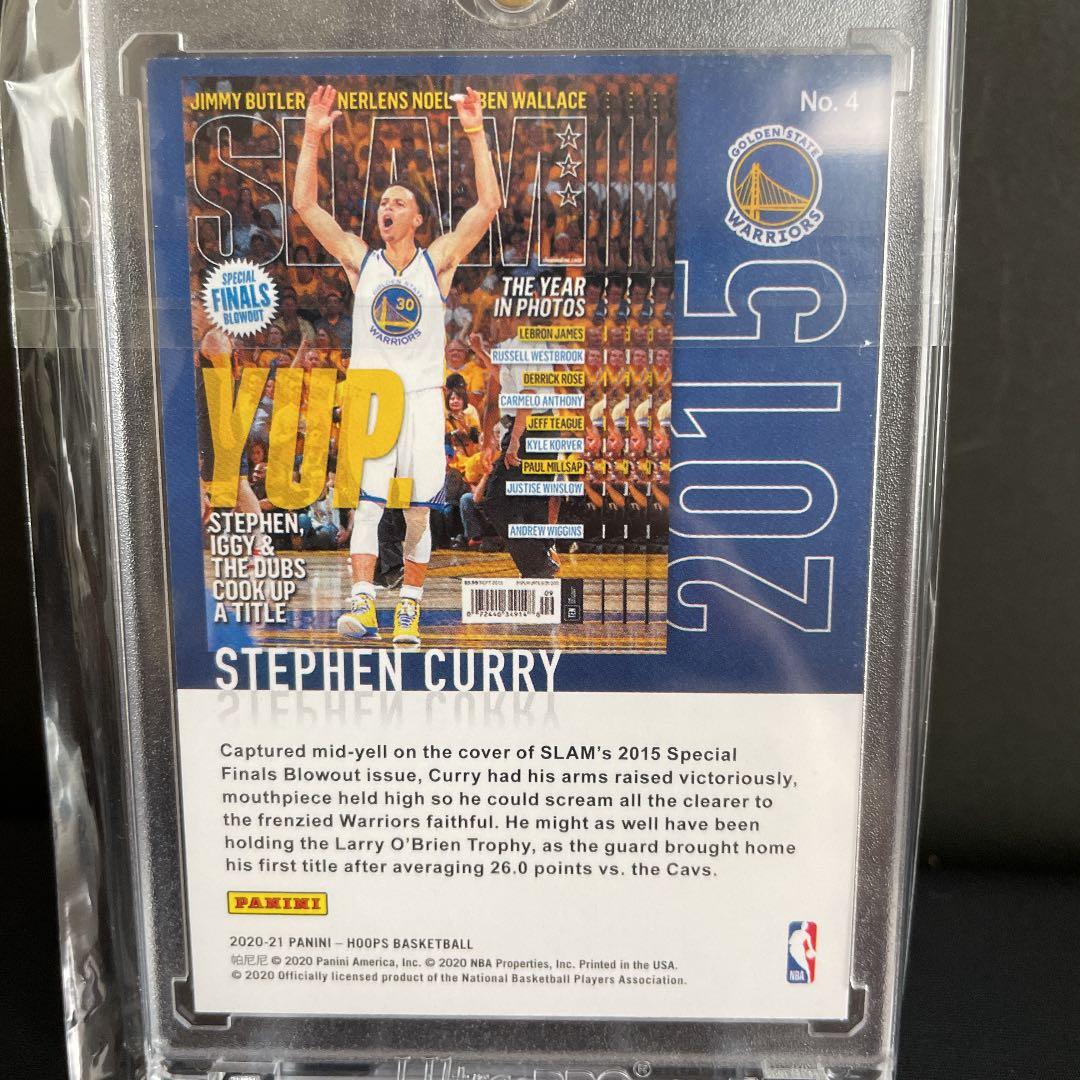 JIMMY BUTLER NERLENS NOEL BEN WALLACE
No. 4
SLAM
GOLDEN STATE
WARRIORS
SPECIAL
FINALS
BLOWOUT
THE YEAR
IN PHOTOS
LEBRON JAMES
RUSSELL WESTBROOK
DERRICK ROSE
CARMELO ANTHONY
JEFF TEAGUE
KYLE KORVER
PAUL MILLSAP
JUSTISE WINSLOW
ANDREW WIGGINS
GOLDEN STATE
30
WARRIORS
YUP.
STEPHEN,
IGGY &
THE DUBS
COOK UP
A TITLE
2015
STEPHEN CURRY
Captured mid-yell on the cover of SLAM's 2015 Special
Finals Blowout issue, Curry had his arms raised victoriously,
mouthpiece held high so he could scream all the clearer to
the frenzied Warriors faithful. He might as well have been
holding the Larry O'Brien Trophy, as the guard brought home
his first title after averaging 26.0 points vs. the Cavs.
PANINI
2020-21 PANINI – HOOPS BASKETBALL
帕尼尼 © 2020 Panini America, Inc. © 2020 NBA Properties, Inc. Printed in the USA.
© 2020 Officially licensed product of the National Basketball Players Association.
NBA